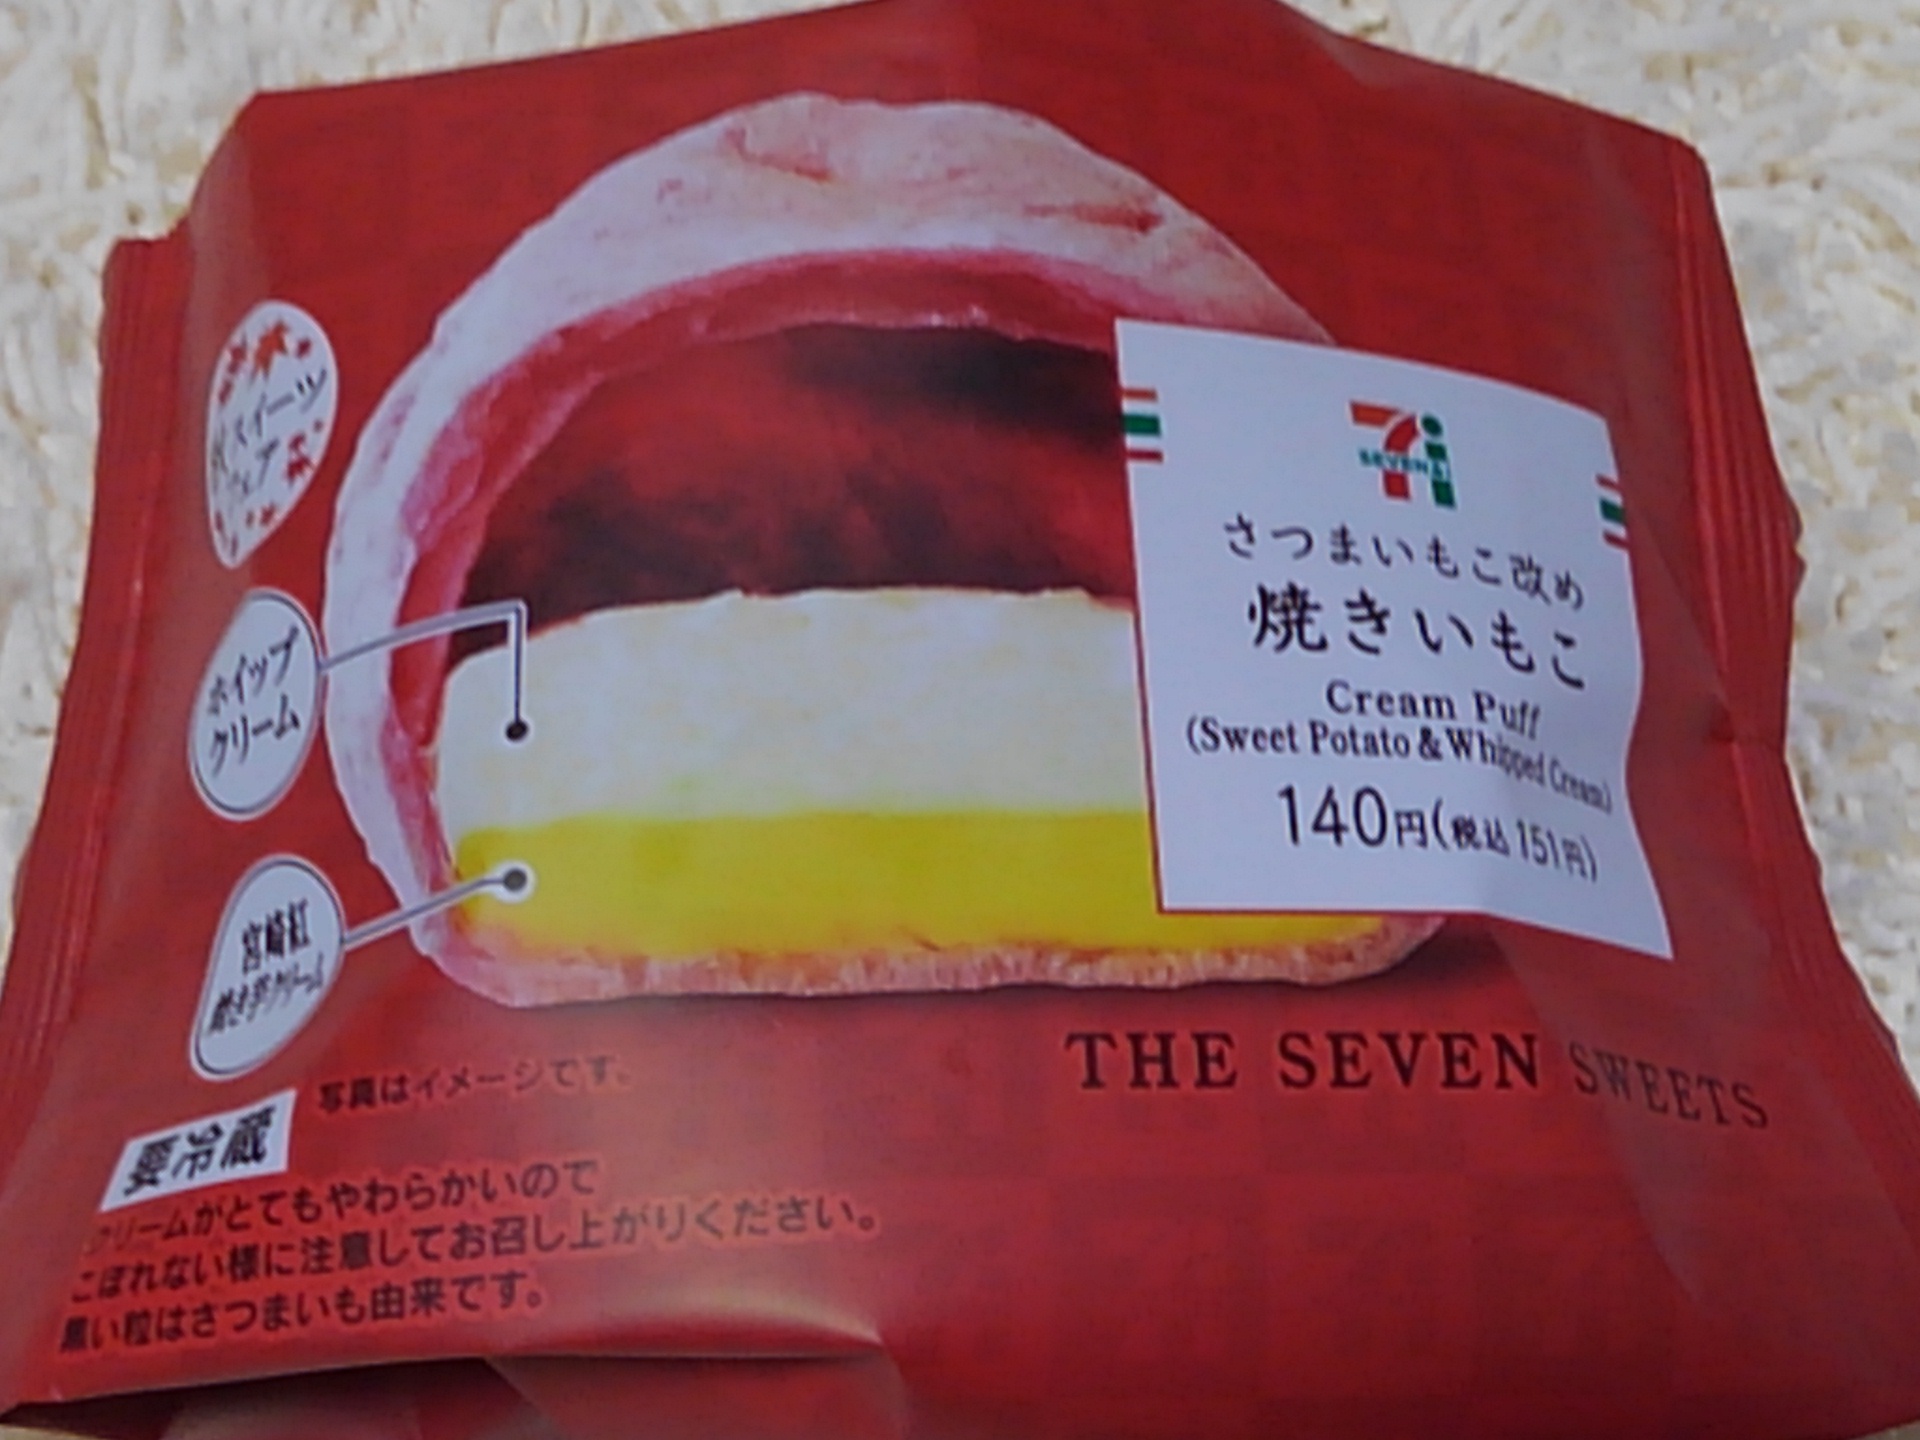 秋スイーツ
フェア
SEVEN&i
さつまいもこ改め
焼きいもこ
Cream Puff
(Sweet Potato & Whipped Cream)
140円(税込 151円)
ホイップ
クリーム
宮崎紅
焼き芋クリーム
THE SEVEN SWEETS
写真はイメージです。
クリームがとてもやわらかいので
こぼれない様に注意してお召し上がりください。
黒い粒はさつまいも由来です。